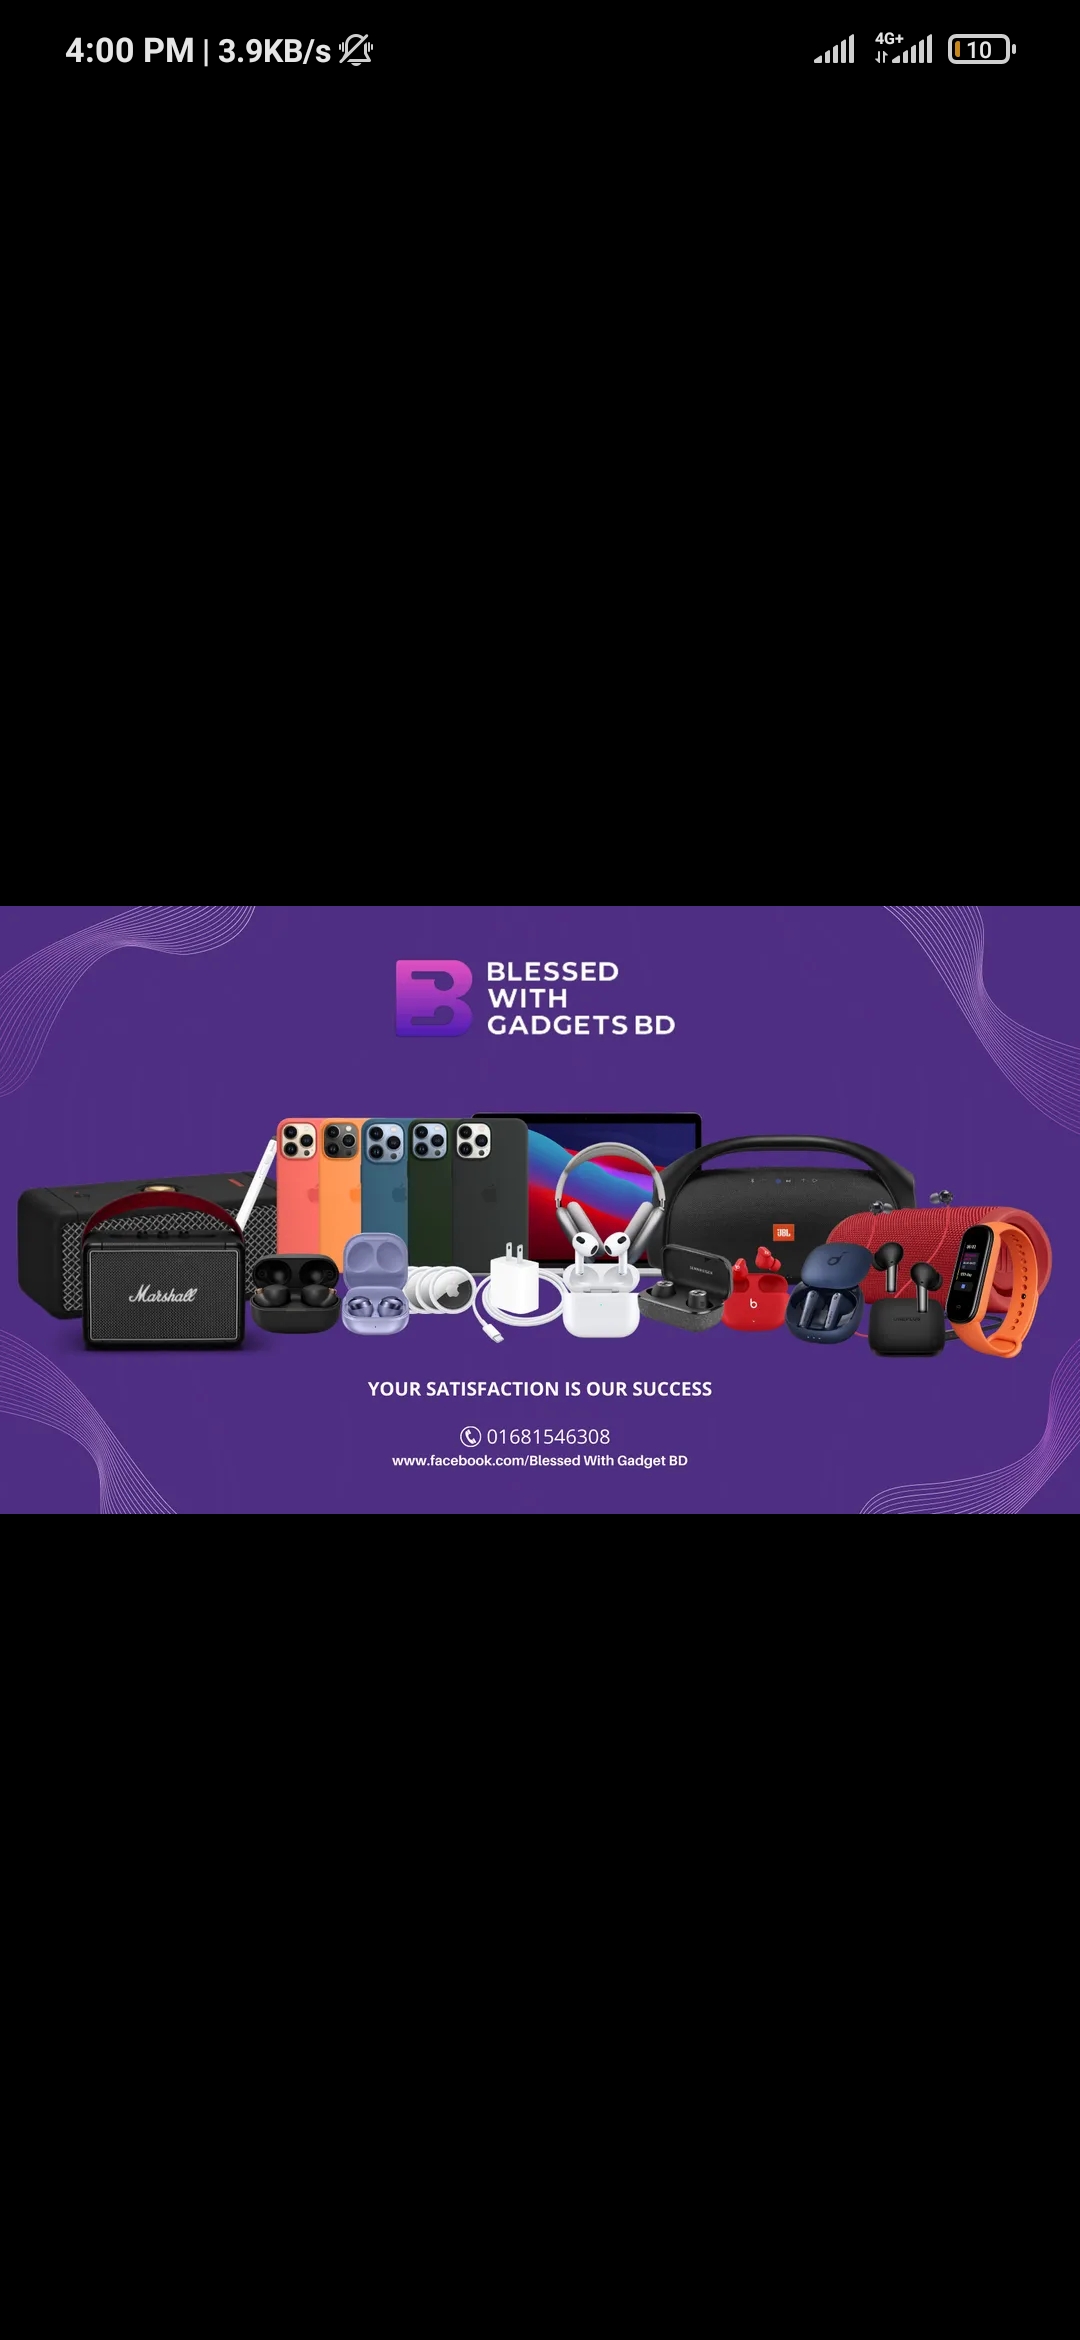 4:00 PM | 3.9KB/s
4G+
10
BLESSED
WITH
GADGETS BD
JBL
Marshall
b
YOUR SATISFACTION IS OUR SUCCESS
01681546308
www.facebook.com/Blessed With Gadget BD